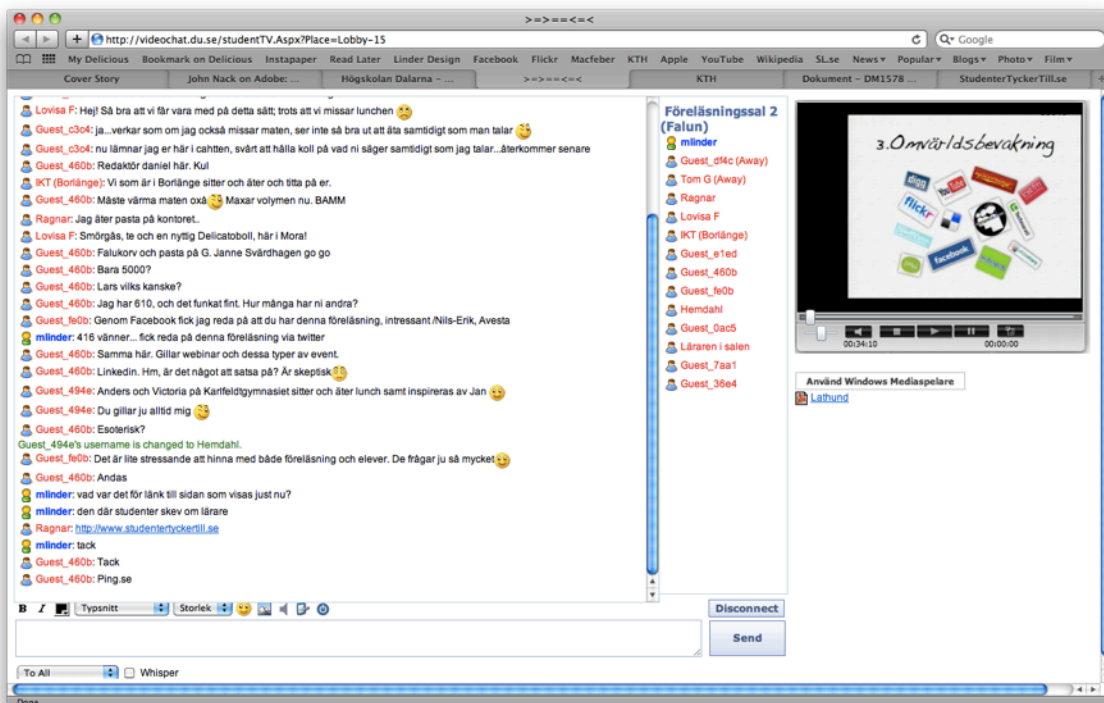 >=>==<=<
http://videochat.du.se/studentTV.Aspx?Place=Lobby-15
Google
My Delicious Bookmark on Delicious Instapaper Read Later Linder Design Facebook Flickr Macfeber KTH Apple YouTube Wikipedia SL.se News Popular Blogs Photo Film
Cover Story John Nack on Adobe: ... Högskolan Dalarna – ... >=>==<=< KTH Dokument – DM1578 ... StudenterTyckerTill.se
Lovisa F: Hej! Så bra att vi får vara med på detta sätt; trots att vi missar lunchen
Guest_c3c4: ja...verkar som om jag också missar maten, ser inte så bra ut att äta samtidigt som man talar
Guest_c3c4: nu lämnar jag er här i cahtten, svårt att hålla koll på vad ni säger samtidigt som jag talar...återkommer senare
Guest_460b: Redaktör daniel här. Kul
IKT (Borlänge): Vi som är i Borlänge sitter och äter och titta på er.
Guest_460b: Måste värma maten oxå Maxar volymen nu. BAMM
Ragnar: Jag äter pasta på kontoret..
Lovisa F: Smörgås, te och en nyttig Delicatoboll, här i Mora!
Guest_460b: Falukorv och pasta på G. Janne Svärdhagen go go
Guest_460b: Bara 5000?
Guest_460b: Lars vilks kanske?
Guest_460b: Jag har 610, och det funkat fint. Hur många har ni andra?
Guest_fe0b: Genom Facebook fick jag reda på att du har denna föreläsning, intressant /Nils-Erik, Avesta
mlinder: 416 vänner... fick reda på denna föreläsning via twitter
Guest_460b: Samma här. Gillar webinar och dessa typer av event.
Guest_460b: Linkedin. Hm, är det något att satsa på? Är skeptisk
Guest_494e: Anders och Victoria på Karlfeldtgymnasiet sitter och äter lunch samt inspireras av Jan
Guest_494e: Du gillar ju alltid mig
Guest_460b: Esoterisk?
Guest_494e's username is changed to Hemdahl.
Guest_fe0b: Det är lite stressande att hinna med både föreläsning och elever. De frågar ju så mycket
Guest_460b: Andas
mlinder: vad var det för länk till sidan som visas just nu?
mlinder: den där studenter skev om lärare
Ragnar: http://www.studentertyckertill.se
mlinder: tack
Guest_460b: Tack
Guest_460b: Ping.se
B I Typsnitt Storlek
To All Whisper
Done
Föreläsningssal 2
(Falun)
mlinder
Guest_df4c (Away)
Tom G (Away)
Ragnar
Lovisa F
IKT (Borlänge)
Guest_e1ed
Guest_460b
Guest_fe0b
Hemdahl
Guest_0ac5
Läraren i salen
Guest_7aa1
Guest_36e4
Disconnect
Send
3. Omvärldsbevakning
digg
You Tube
flickr
facebook
00:34:10 00:00:00
Använd Windows Mediaspelare
Lathund